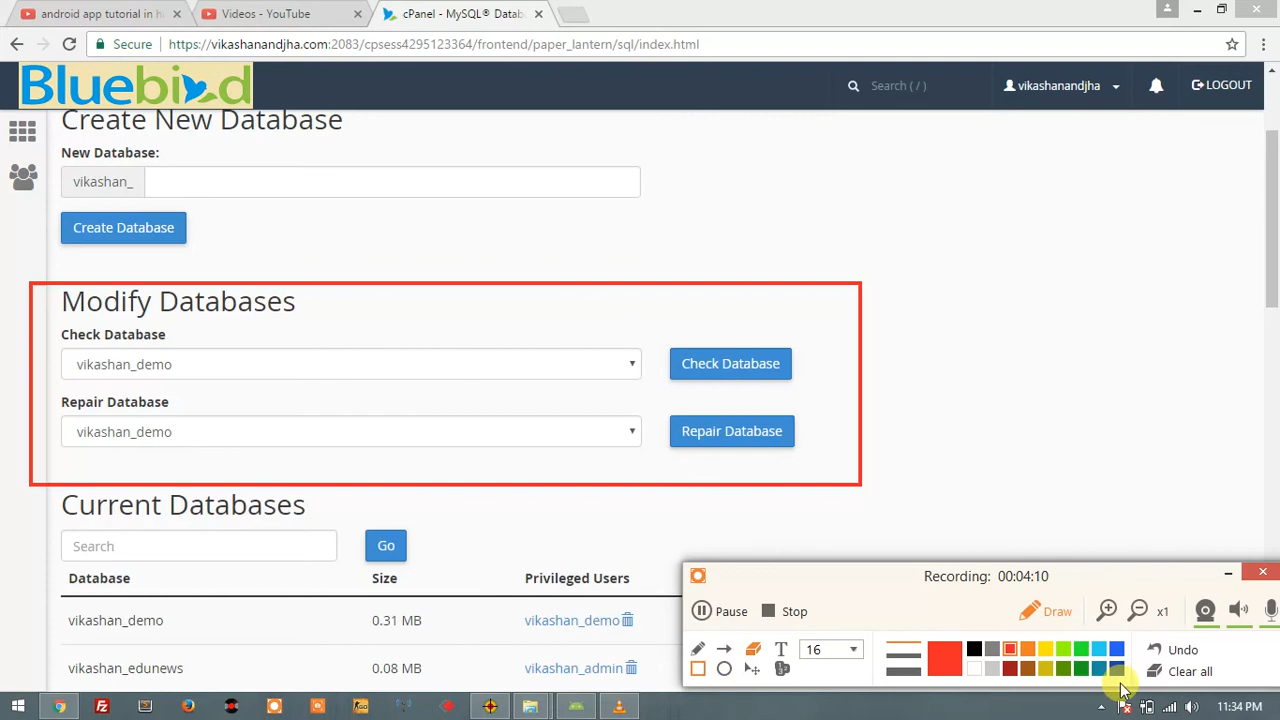 android app tutorial in h
Videos - YouTube
cPanel - MySQL® Datab
Secure https://vikashanandjha.com:2083/cpsess4295123364/frontend/paper_lantern/sql/index.html
Bluebird
Search ( / )
vikashanandjha
LOGOUT
Create New Database
New Database:
vikashan_
Create Database
Modify Databases
Check Database
vikashan_demo
Check Database
Repair Database
vikashan_demo
Repair Database
Current Databases
Search
Go
Database Size Privileged Users
vikashan_demo 0.31 MB vikashan_demo
vikashan_edunews 0.08 MB vikashan_admin
Recording: 00:04:10
Pause Stop Draw x1
T 16 Undo
Clear all
11:34 PM